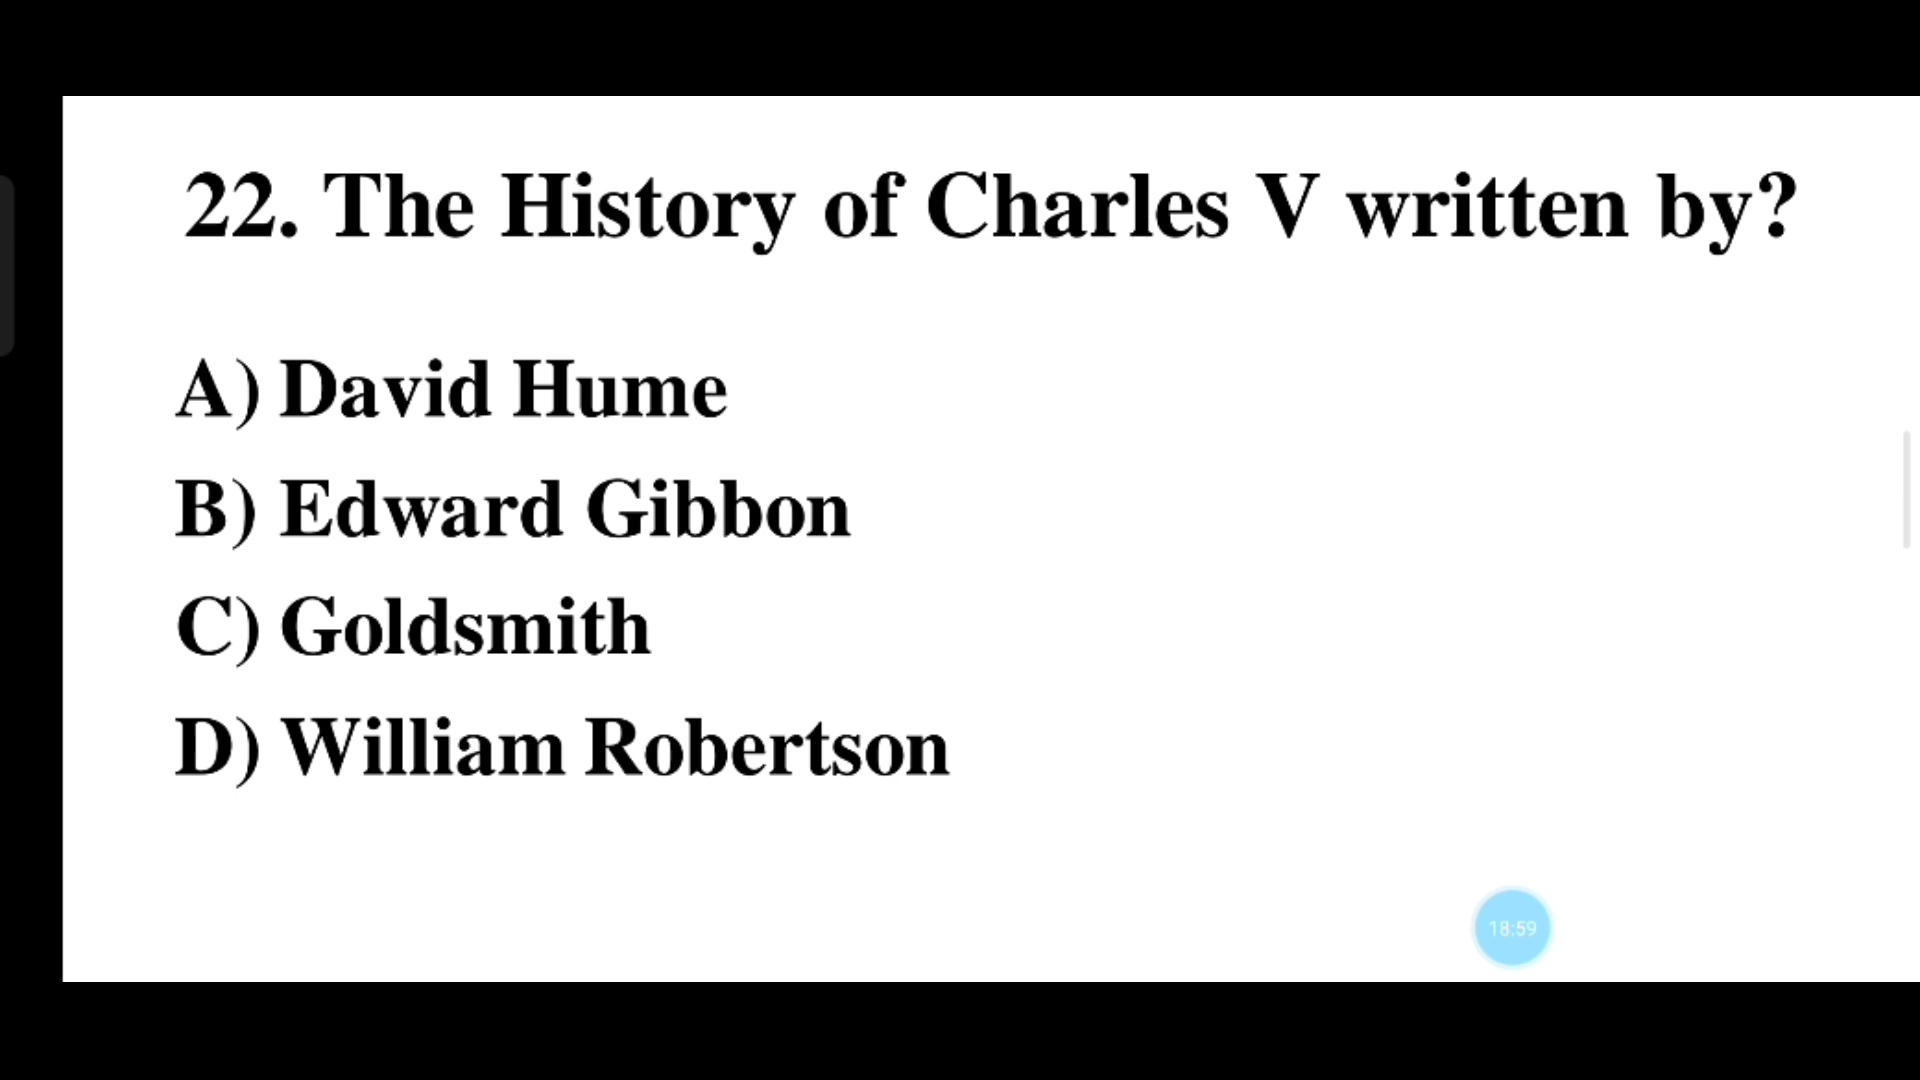 22. The History of Charles V written by?
A) David Hume
B) Edward Gibbon
C) Goldsmith
D) William Robertson
18:59